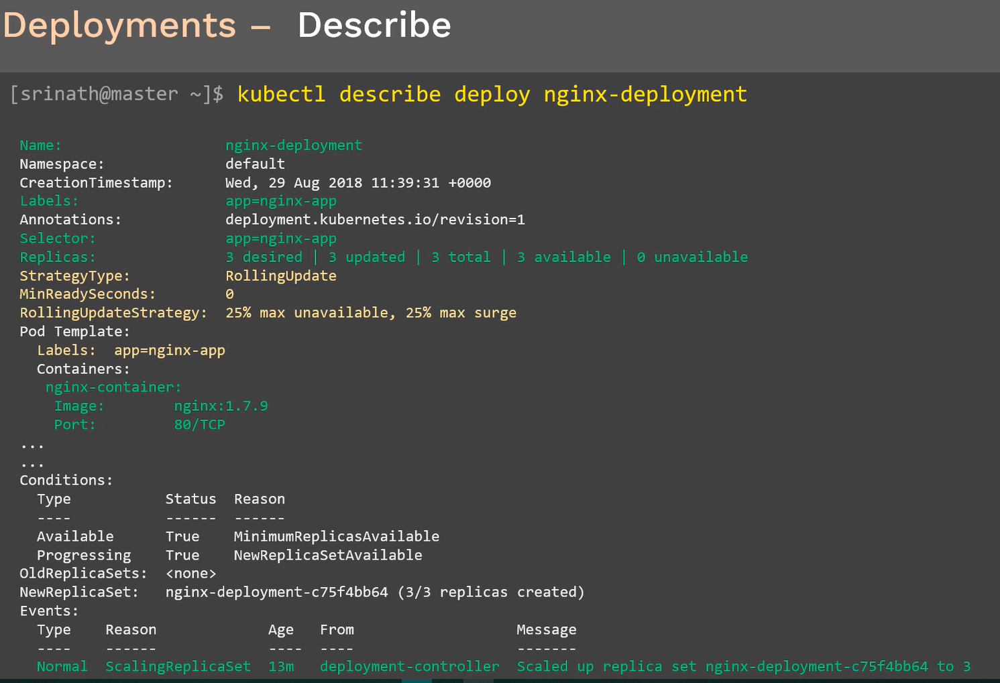 Deployments – Describe
[srinath@master ~]$ kubectl describe deploy nginx-deployment
Name: nginx-deployment
Namespace: default
CreationTimestamp: Wed, 29 Aug 2018 11:39:31 +0000
Labels: app=nginx-app
Annotations: deployment.kubernetes.io/revision=1
Selector: app=nginx-app
Replicas: 3 desired | 3 updated | 3 total | 3 available | 0 unavailable
StrategyType: RollingUpdate
MinReadySeconds: 0
RollingUpdateStrategy: 25% max unavailable, 25% max surge
Pod Template:
Labels: app=nginx-app
Containers:
nginx-container:
Image: nginx:1.7.9
Port: 80/TCP
...
...
Conditions:
Type Status Reason
---- ------ ------
Available True MinimumReplicasAvailable
Progressing True NewReplicaSetAvailable
OldReplicaSets: <none>
NewReplicaSet: nginx-deployment-c75f4bb64 (3/3 replicas created)
Events:
Type Reason Age From Message
---- ------ ---- ---- -------
Normal ScalingReplicaSet 13m deployment-controller Scaled up replica set nginx-deployment-c75f4bb64 to 3